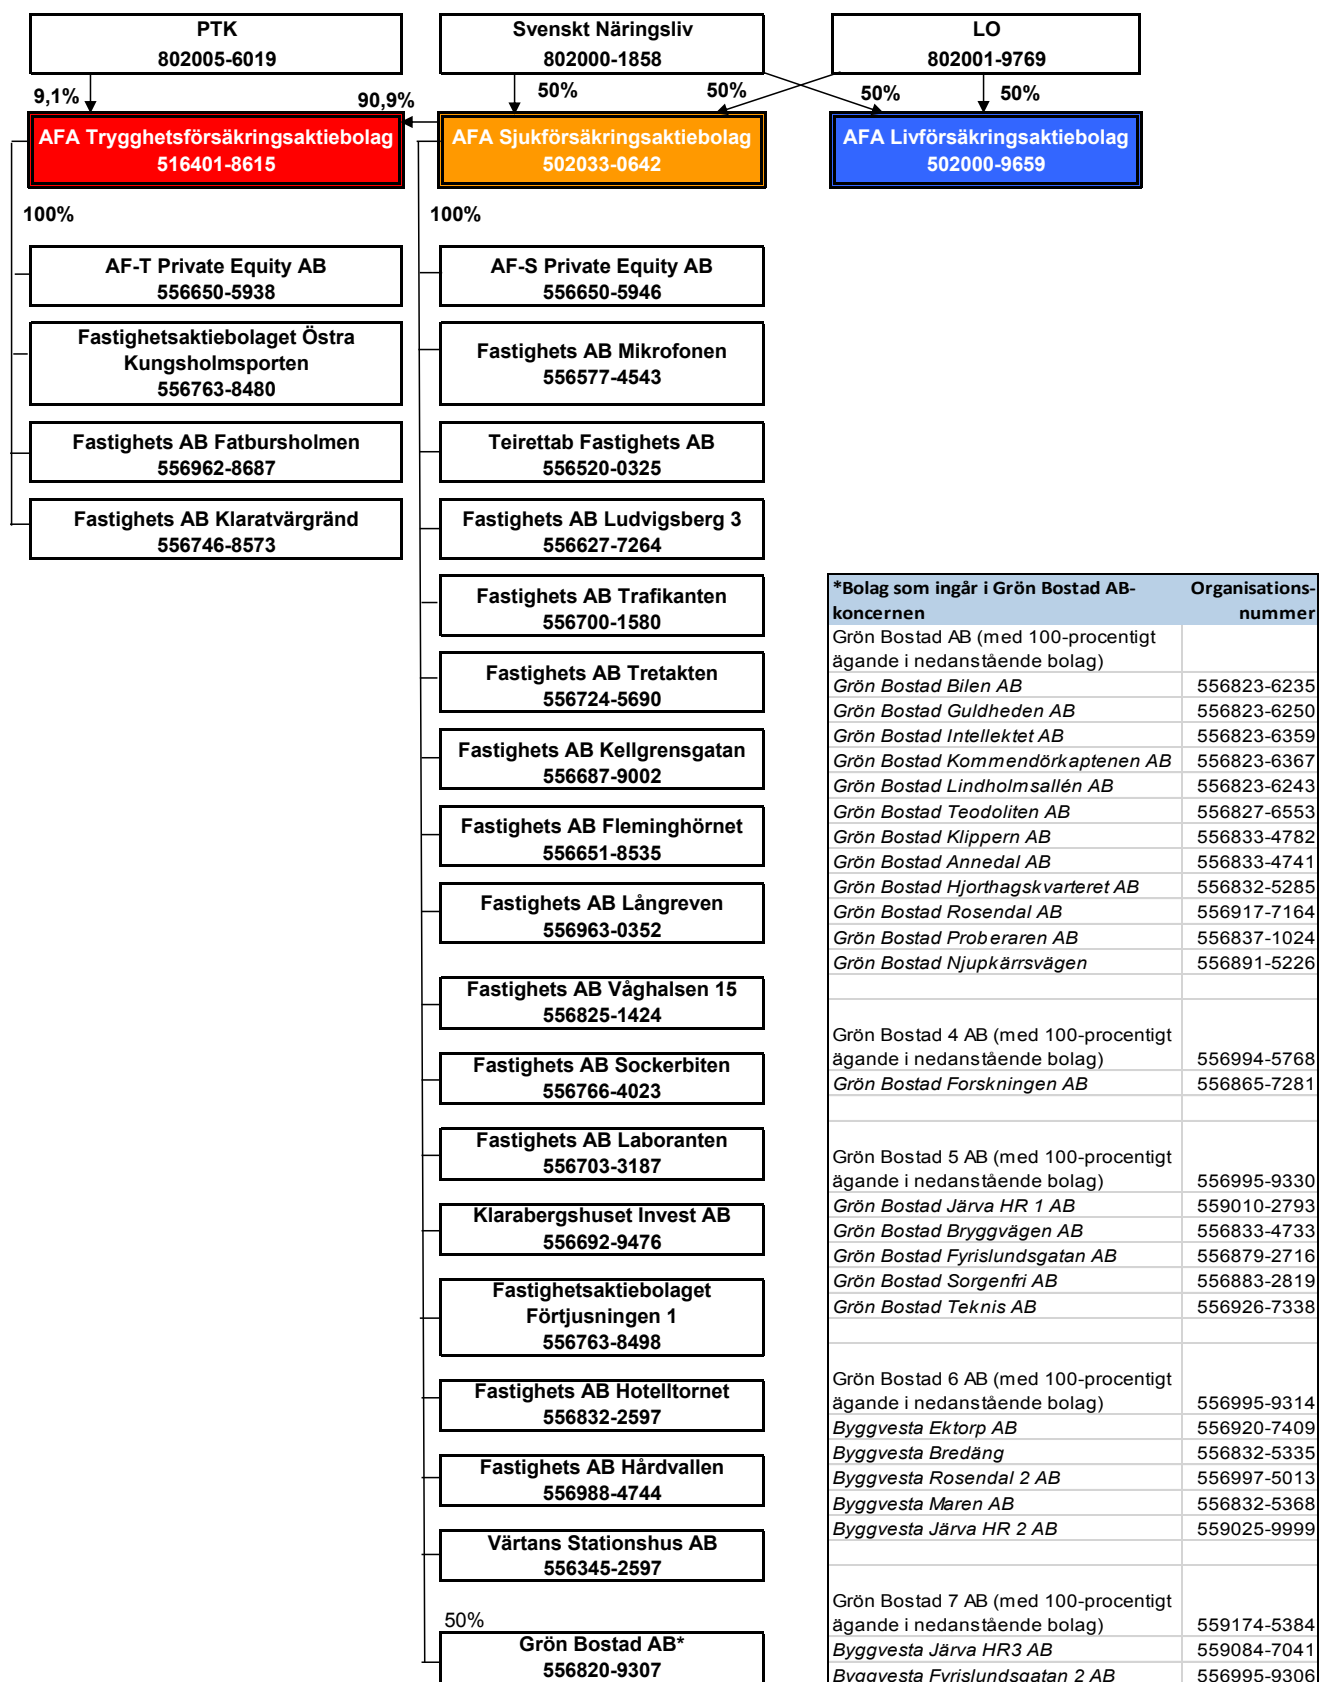 PTK
802005-6019
Svenskt Näringsliv
802000-1858
LO
802001-9769
9,1%
90,9%
50%
50%
50%
50%
AFA Trygghetsförsäkringsaktiebolag
516401-8615
AFA Sjukförsäkringsaktiebolag
502033-0642
AFA Livförsäkringsaktiebolag
502000-9659
100%
AF-T Private Equity AB
556650-5938
Fastighetsaktiebolaget Östra
Kungsholmsporten
556763-8480
Fastighets AB Fatbursholmen
556962-8687
Fastighets AB Klaratvärgränd
556746-8573
100%
AF-S Private Equity AB
556650-5946
Fastighets AB Mikrofonen
556577-4543
Teirettab Fastighets AB
556520-0325
Fastighets AB Ludvigsberg 3
556627-7264
Fastighets AB Trafikanten
556700-1580
Fastighets AB Tretakten
556724-5690
Fastighets AB Kellgrensgatan
556687-9002
Fastighets AB Fleminghörnet
556651-8535
Fastighets AB Långreven
556963-0352
Fastighets AB Våghalsen 15
556825-1424
Fastighets AB Sockerbiten
556766-4023
Fastighets AB Laboranten
556703-3187
Klarabergshuset Invest AB
556692-9476
Fastighetsaktiebolaget
Förtjusningen 1
556763-8498
Fastighets AB Hotelltornet
556832-2597
Fastighets AB Hårdvallen
556988-4744
Värtans Stationshus AB
556345-2597
50%
Grön Bostad AB*
556820-9307
*Bolag som ingår i Grön Bostad AB- Organisations-
koncernen nummer
Grön Bostad AB (med 100-procentigt
ägande i nedanstående bolag)
Grön Bostad Bilen AB 556823-6235
Grön Bostad Guldheden AB 556823-6250
Grön Bostad Intellektet AB 556823-6359
Grön Bostad Kommendörkaptenen AB 556823-6367
Grön Bostad Lindholmsallén AB 556823-6243
Grön Bostad Teodoliten AB 556827-6553
Grön Bostad Klippern AB 556833-4782
Grön Bostad Annedal AB 556833-4741
Grön Bostad Hjorthagskvarteret AB 556832-5285
Grön Bostad Rosendal AB 556917-7164
Grön Bostad Proberaren AB 556837-1024
Grön Bostad Njupkärrsvägen 556891-5226
Grön Bostad 4 AB (med 100-procentigt
ägande i nedanstående bolag) 556994-5768
Grön Bostad Forskningen AB 556865-7281
Grön Bostad 5 AB (med 100-procentigt
ägande i nedanstående bolag) 556995-9330
Grön Bostad Järva HR 1 AB 559010-2793
Grön Bostad Bryggvägen AB 556833-4733
Grön Bostad Fyrislundsgatan AB 556879-2716
Grön Bostad Sorgenfri AB 556883-2819
Grön Bostad Teknis AB 556926-7338
Grön Bostad 6 AB (med 100-procentigt
ägande i nedanstående bolag) 556995-9314
Byggvesta Ektorp AB 556920-7409
Byggvesta Bredäng 556832-5335
Byggvesta Rosendal 2 AB 556997-5013
Byggvesta Maren AB 556832-5368
Byggvesta Järva HR 2 AB 559025-9999
Grön Bostad 7 AB (med 100-procentigt
ägande i nedanstående bolag) 559174-5384
Byggvesta Järva HR3 AB 559084-7041
Byggvesta Fyrislundsgatan 2 AB 556995-9306